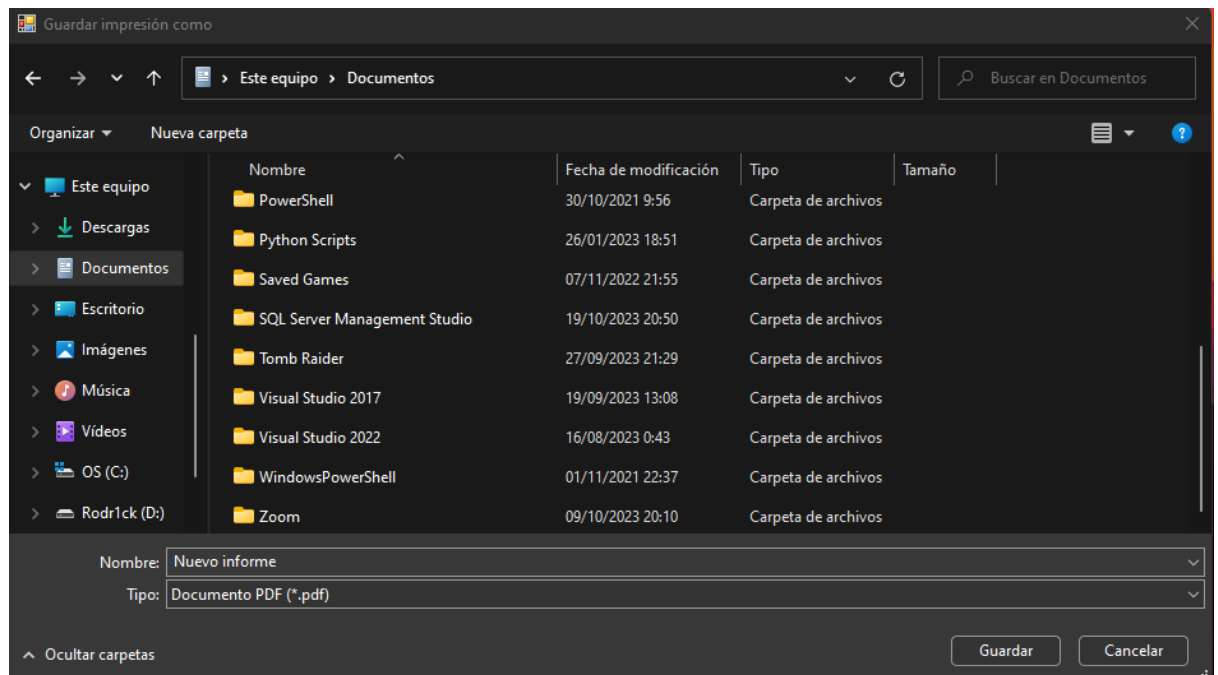 Guardar impresión como
Este equipo > Documentos
Buscar en Documentos
Organizar
Nueva carpeta
Nombre Fecha de modificación Tipo Tamaño
Este equipo
Descargas
Documentos
Escritorio
Imágenes
Música
Vídeos
OS (C:)
Rodr1ck (D:)
PowerShell 30/10/2021 9:56 Carpeta de archivos
Python Scripts 26/01/2023 18:51 Carpeta de archivos
Saved Games 07/11/2022 21:55 Carpeta de archivos
SQL Server Management Studio 19/10/2023 20:50 Carpeta de archivos
Tomb Raider 27/09/2023 21:29 Carpeta de archivos
Visual Studio 2017 19/09/2023 13:08 Carpeta de archivos
Visual Studio 2022 16/08/2023 0:43 Carpeta de archivos
WindowsPowerShell 01/11/2021 22:37 Carpeta de archivos
Zoom 09/10/2023 20:10 Carpeta de archivos
Nombre: Nuevo informe
Tipo: Documento PDF (*.pdf)
Ocultar carpetas
Guardar
Cancelar